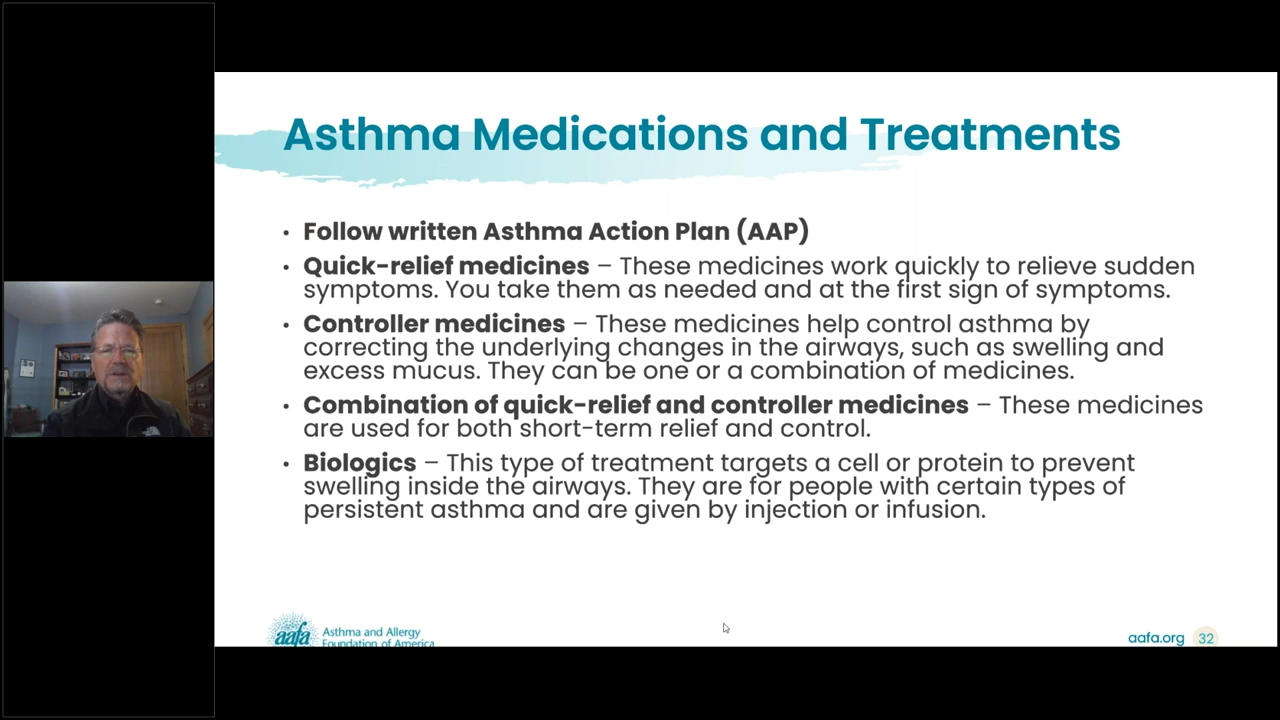 Asthma Medications and Treatments
• Follow written Asthma Action Plan (AAP)
• Quick-relief medicines – These medicines work quickly to relieve sudden
symptoms. You take them as needed and at the first sign of symptoms.
• Controller medicines – These medicines help control asthma by
correcting the underlying changes in the airways, such as swelling and
excess mucus. They can be one or a combination of medicines.
• Combination of quick-relief and controller medicines – These medicines
are used for both short-term relief and control.
• Biologics – This type of treatment targets a cell or protein to prevent
swelling inside the airways. They are for people with certain types of
persistent asthma and are given by injection or infusion.
aafa
Asthma and Allergy
Foundation of America
aafa.org 32